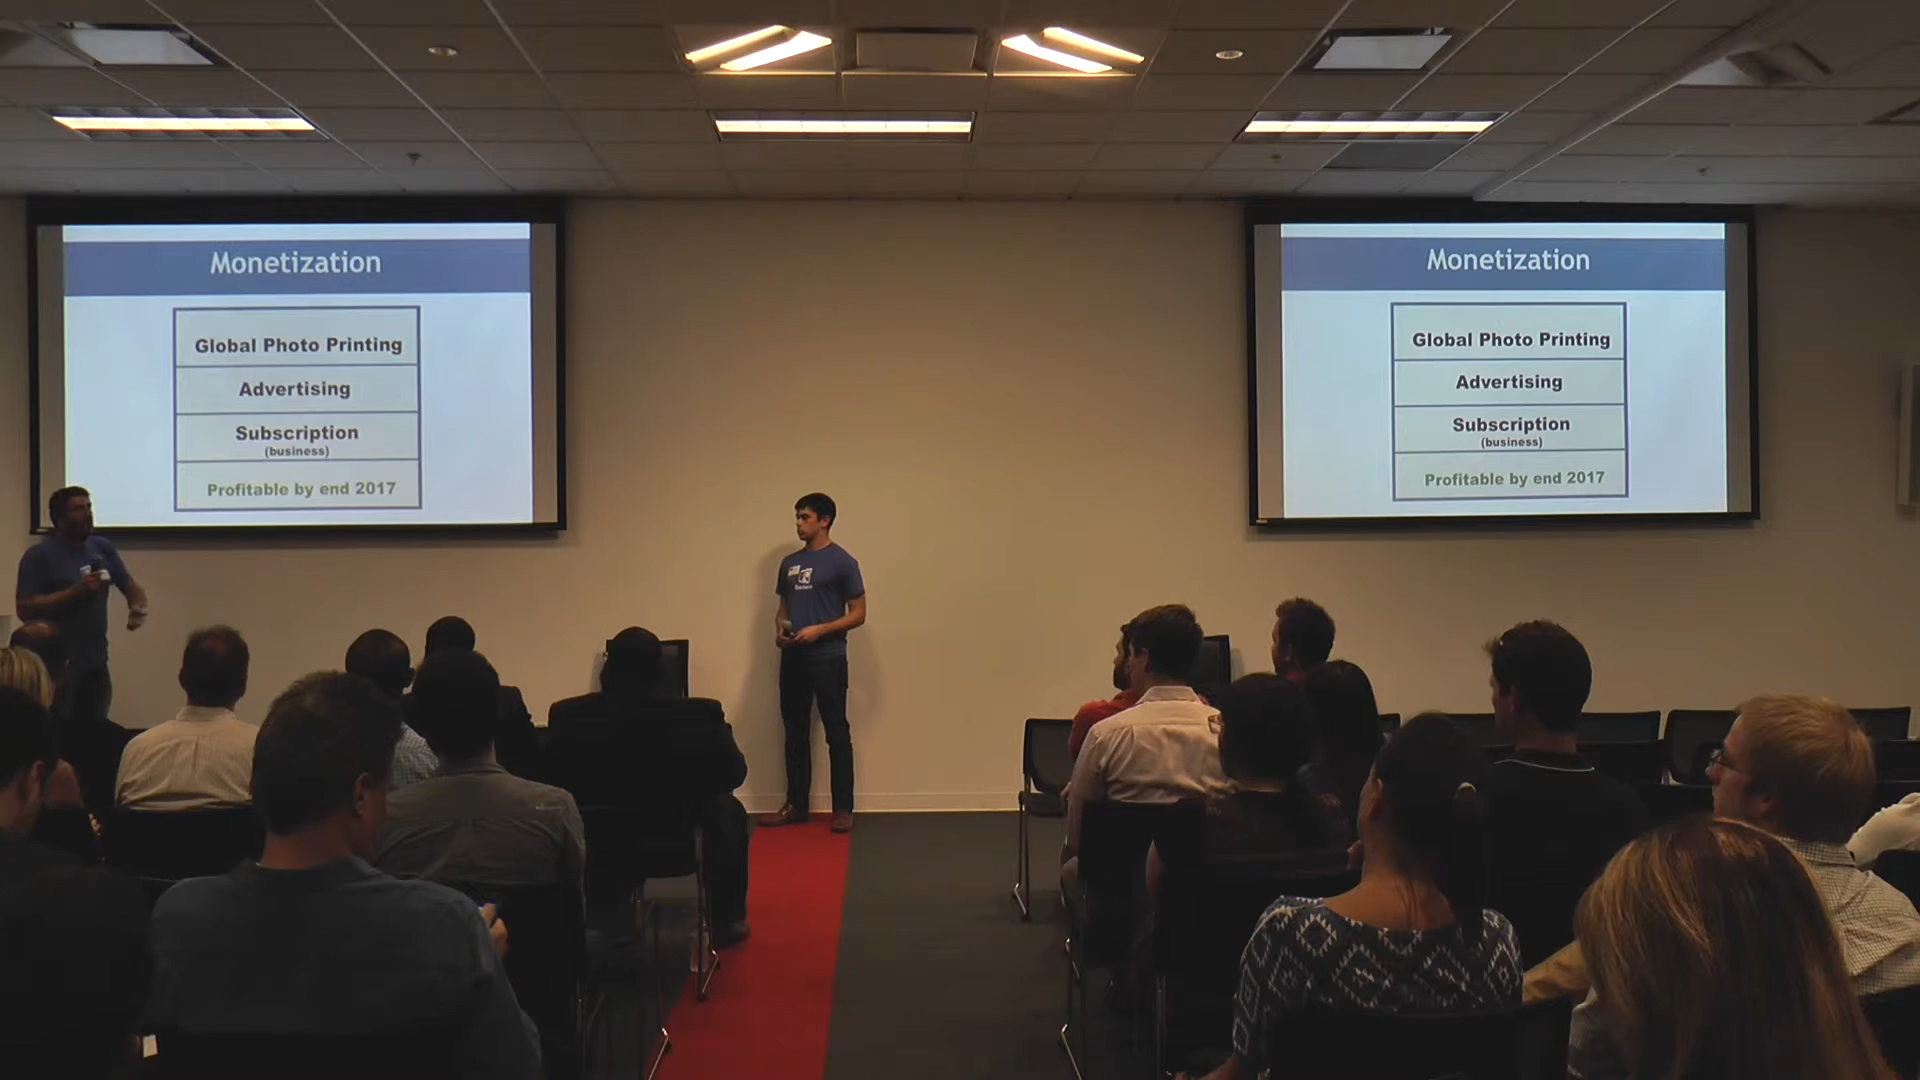 Monetization
Global Photo Printing
Advertising
Subscription
(business)
Profitable by end 2017
Monetization
Global Photo Printing
Advertising
Subscription
(business)
Profitable by end 2017